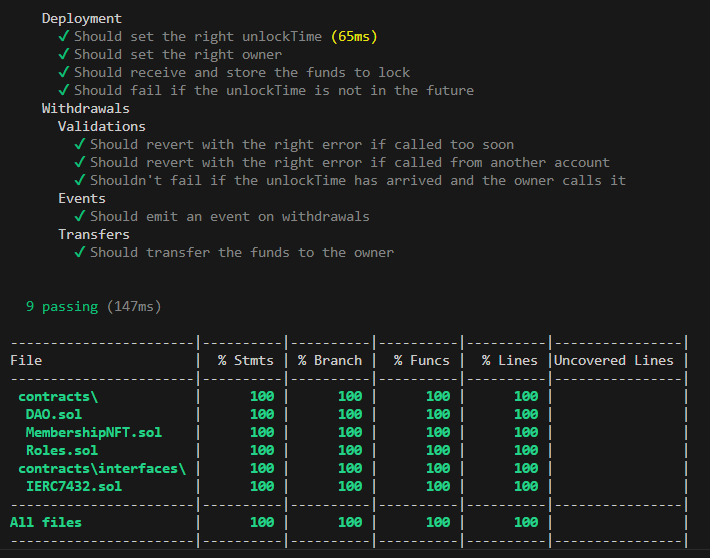 Deployment
✓ Should set the right unlockTime (65ms)
✓ Should set the right owner
✓ Should receive and store the funds to lock
✓ Should fail if the unlockTime is not in the future
Withdrawals
Validations
✓ Should revert with the right error if called too soon
✓ Should revert with the right error if called from another account
✓ Shouldn't fail if the unlockTime has arrived and the owner calls it
Events
✓ Should emit an event on withdrawals
Transfers
✓ Should transfer the funds to the owner
9 passing (147ms)
-----------------------|----------|----------|----------|----------|----------------|
File                   |  % Stmts | % Branch |  % Funcs |  % Lines |Uncovered Lines |
-----------------------|----------|----------|----------|----------|----------------|
contracts\            |      100 |      100 |      100 |      100 |                |
DAO.sol              |      100 |      100 |      100 |      100 |                |
MembershipNFT.sol    |      100 |      100 |      100 |      100 |                |
Roles.sol            |      100 |      100 |      100 |      100 |                |
contracts\interfaces\ |      100 |      100 |      100 |      100 |                |
IERC7432.sol         |      100 |      100 |      100 |      100 |                |
-----------------------|----------|----------|----------|----------|----------------|
All files              |      100 |      100 |      100 |      100 |                |
-----------------------|----------|----------|----------|----------|----------------|